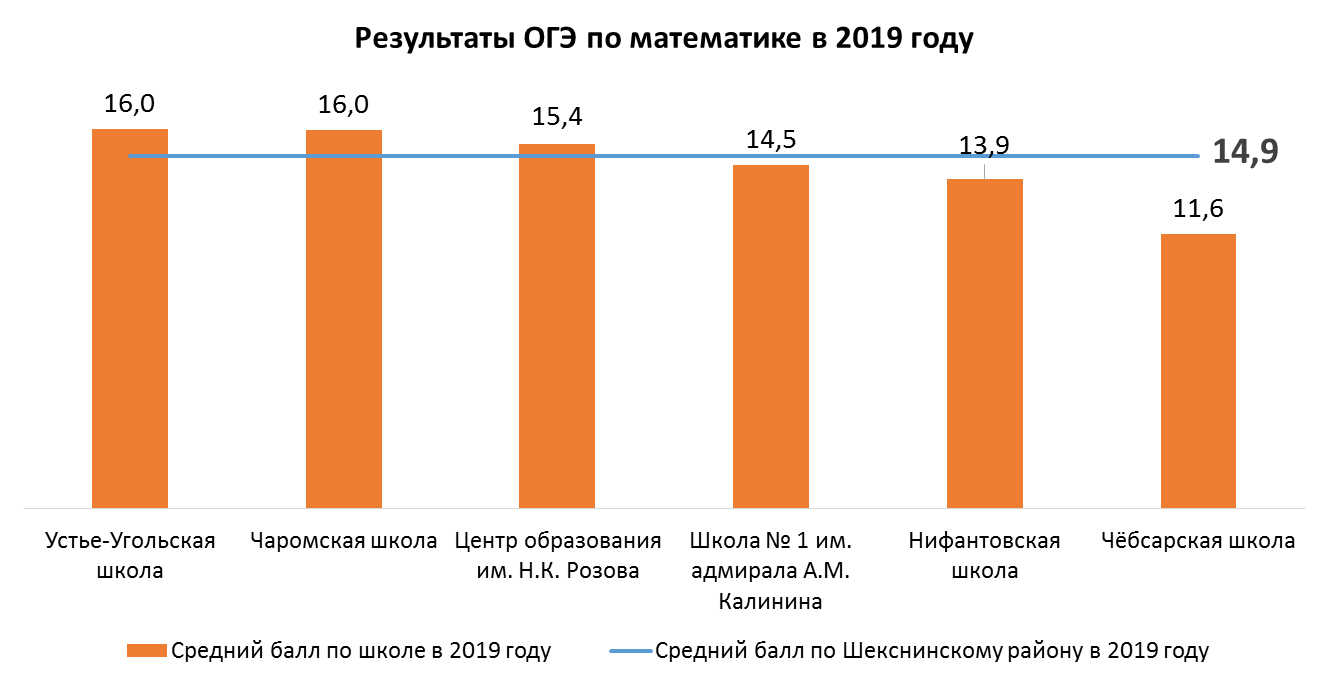 Результаты ОГЭ по математике в 2019 году
16,0
16,0
15,4
14,5
13,9
11,6
14,9
Устье-Угольская
школа
Чаромская школа
Центр образования
им. Н.К. Розова
Школа № 1 им.
адмирала А.М.
Калинина
Нифантовская
школа
Чёбсарская школа
Средний балл по школе в 2019 году
Средний балл по Шекснинскому району в 2019 году